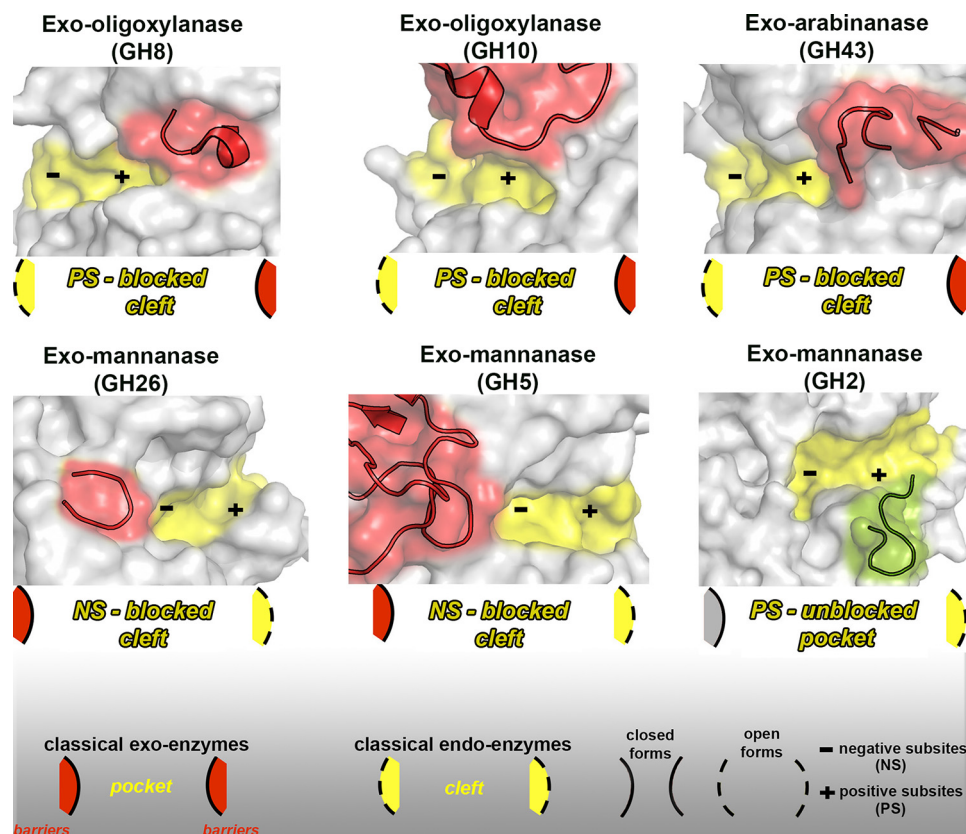 Exo-oligoxylanase
(GH8)
Exo-oligoxylanase
(GH10)
Exo-arabinanase
(GH43)
- +
- +
- +
PS - blocked
cleft
PS - blocked
cleft
PS - blocked
cleft
Exo-mannanase
(GH26)
Exo-mannanase
(GH5)
Exo-mannanase
(GH2)
- +
- +
- +
NS - blocked
cleft
NS - blocked
cleft
PS - unblocked
pocket
classical exo-enzymes
pocket
barriers
barriers
classical endo-enzymes
cleft
closed
forms
open
forms
- negative subsites
(NS)
+ positive subsites
(PS)